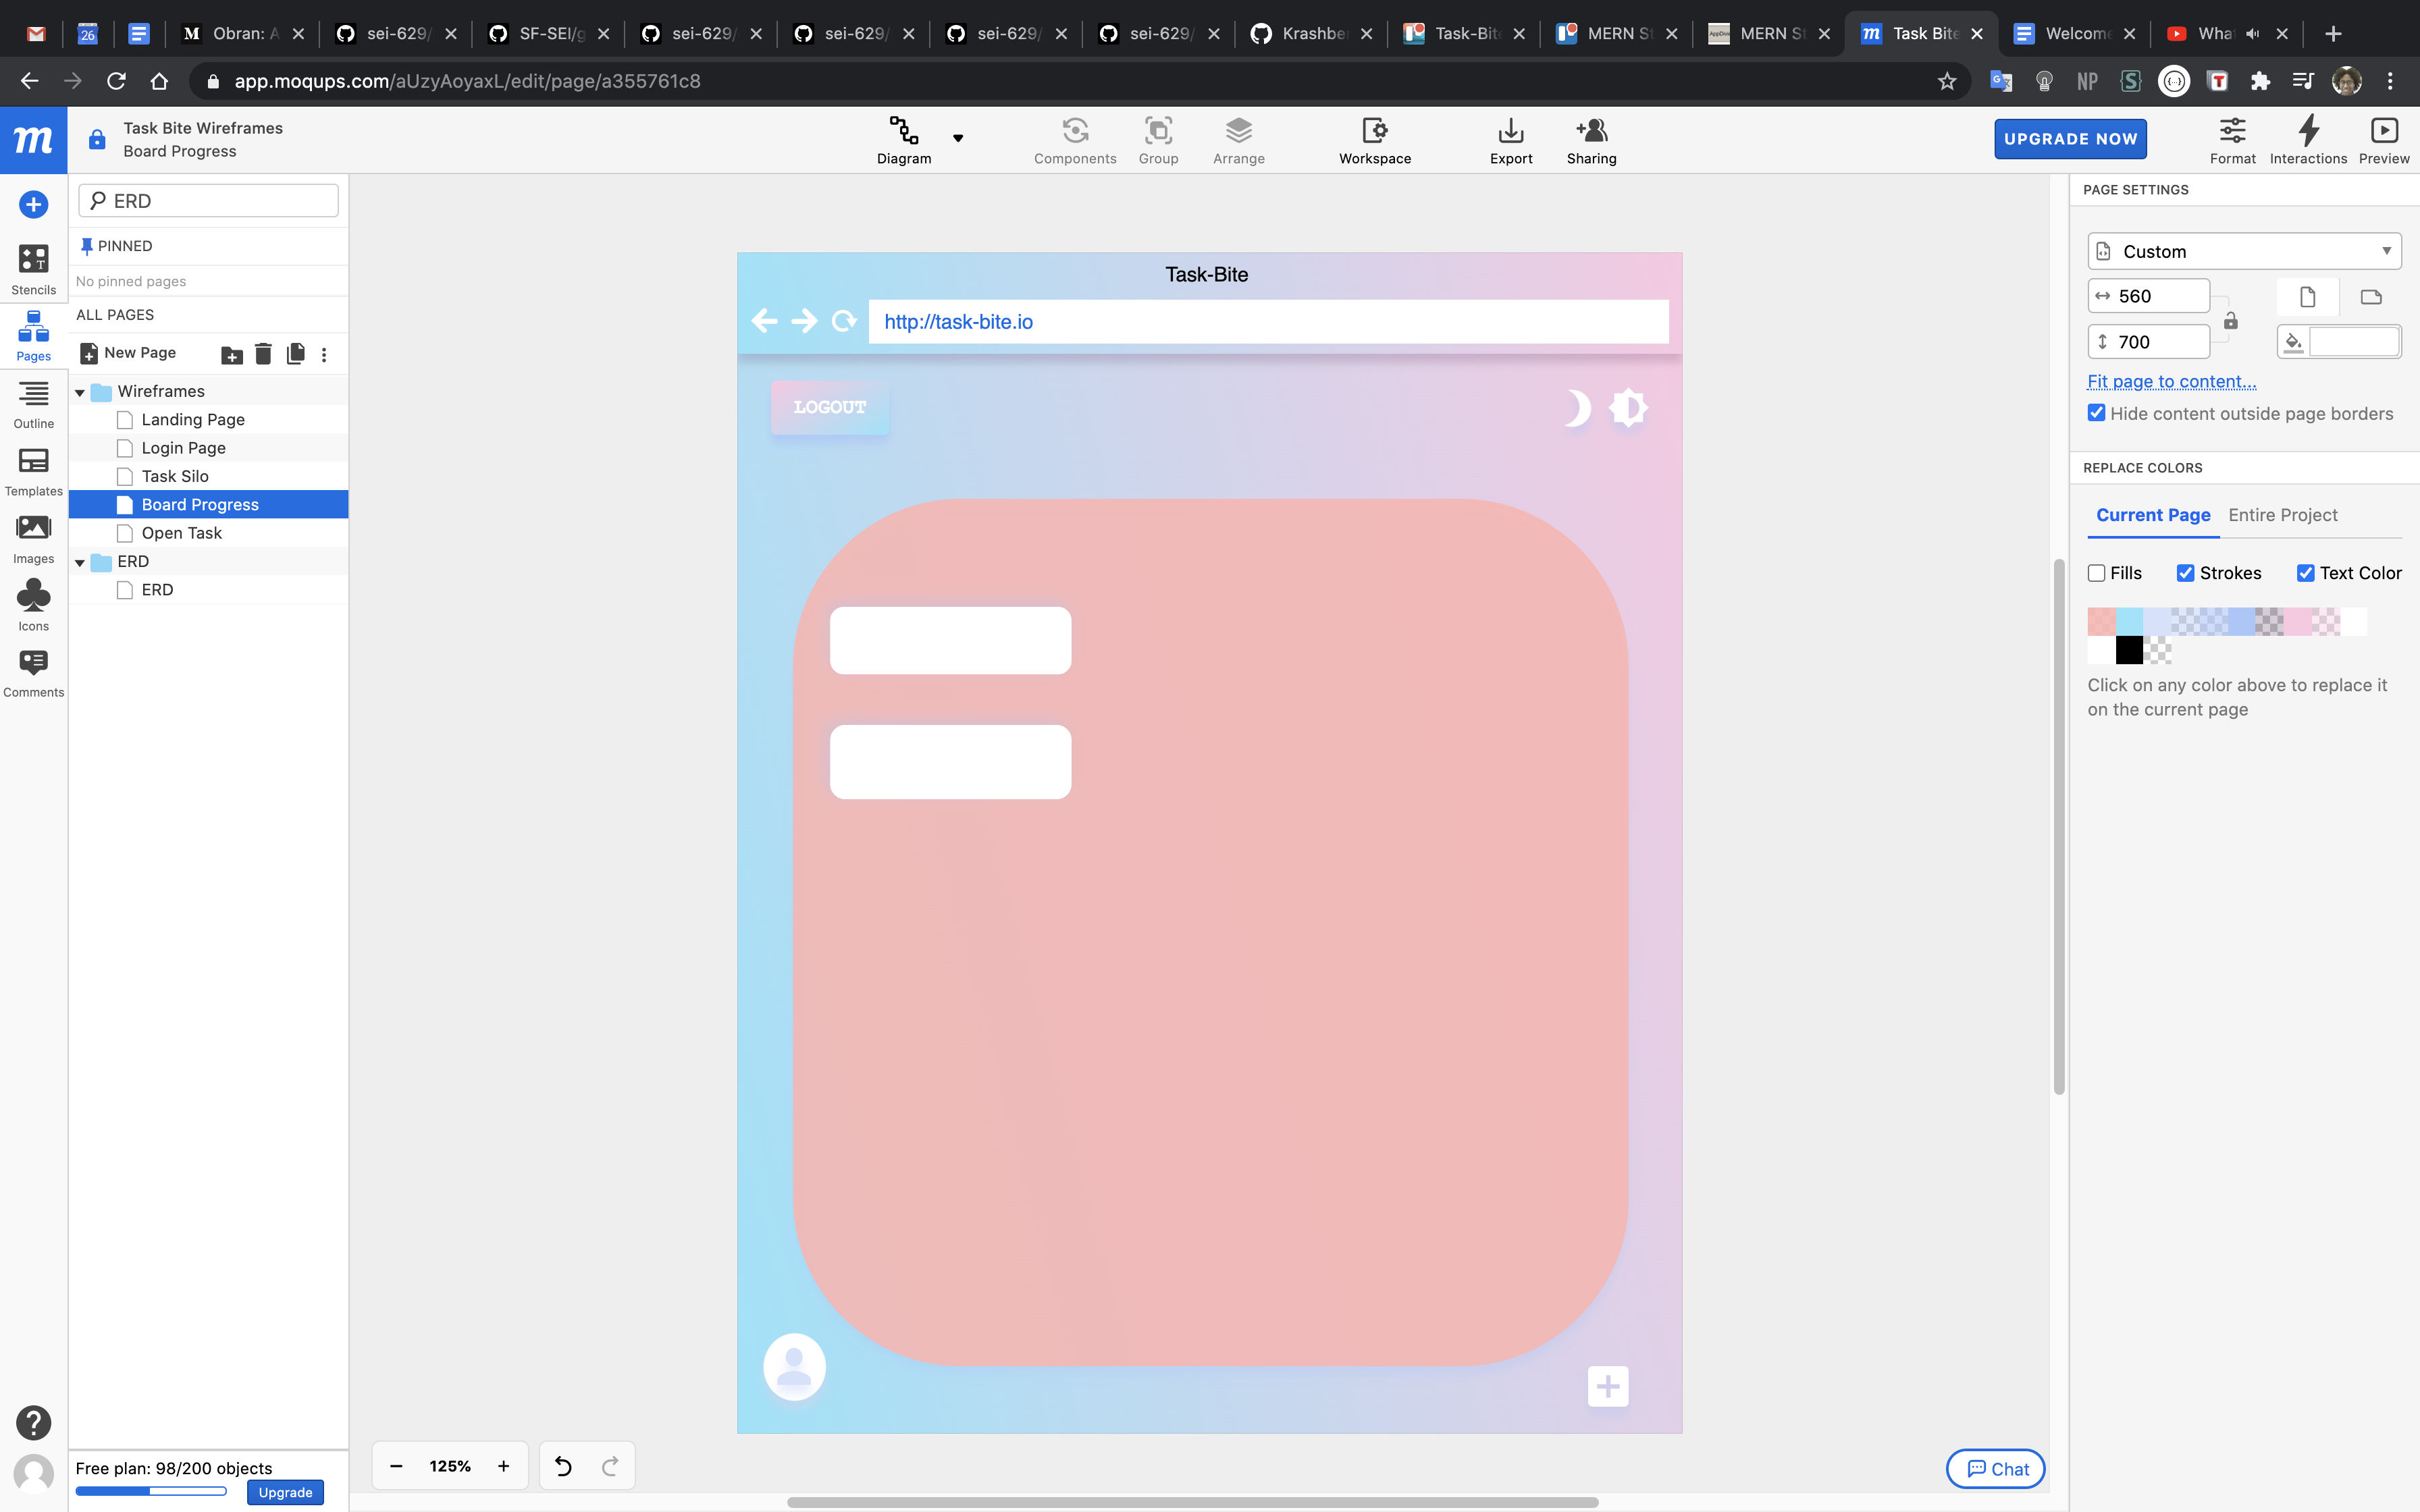 26
M Obran: A
sei-629/
SF-SEI/g
sei-629/
sei-629/
sei-629/
sei-629/
Krashbe
Task-Bit
MERN St
MERN St
Task Bite
Welcome
What
app.moqups.com/aUzyAoyaxL/edit/page/a355761c8
NP
m
Task Bite Wireframes
Board Progress
Diagram
Components
Group
Arrange
Workspace
Export
Sharing
UPGRADE NOW
Format
Interactions
Preview
Stencils
Pages
Outline
Templates
Images
Icons
Comments
ERD
PINNED
No pinned pages
ALL PAGES
New Page
Wireframes
Landing Page
Login Page
Task Silo
Board Progress
Open Task
ERD
ERD
Free plan: 98/200 objects
Upgrade
Task-Bite
http://task-bite.io
LOGOUT
125%
Chat
PAGE SETTINGS
Custom
560
700
Fit page to content...
Hide content outside page borders
REPLACE COLORS
Current Page
Entire Project
Fills
Strokes
Text Color
Click on any color above to replace it
on the current page